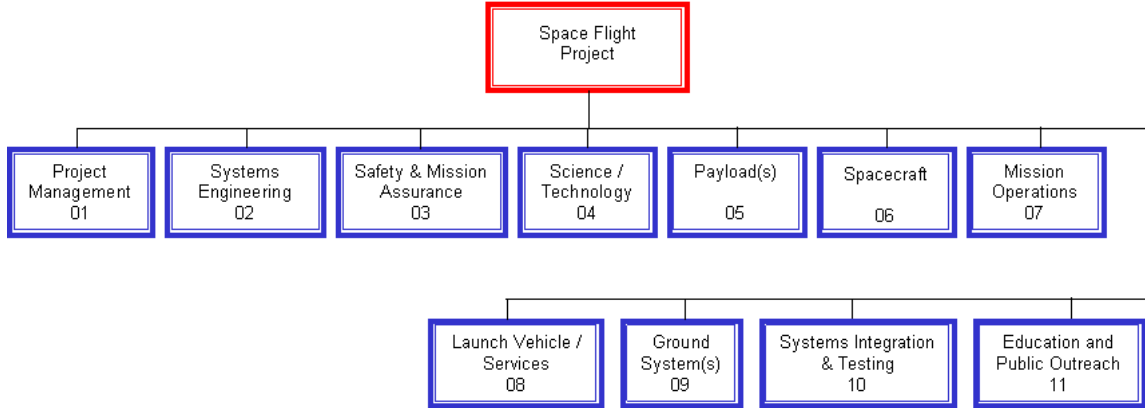 Space Flight
Project
Project
Management
01
Systems
Engineering
02
Safety & Mission
Assurance
03
Science /
Technology
04
Payload(s)
05
Spacecraft
06
Mission
Operations
07
Launch Vehicle /
Services
08
Ground
System(s)
09
Systems Integration
& Testing
10
Education and
Public Outreach
11